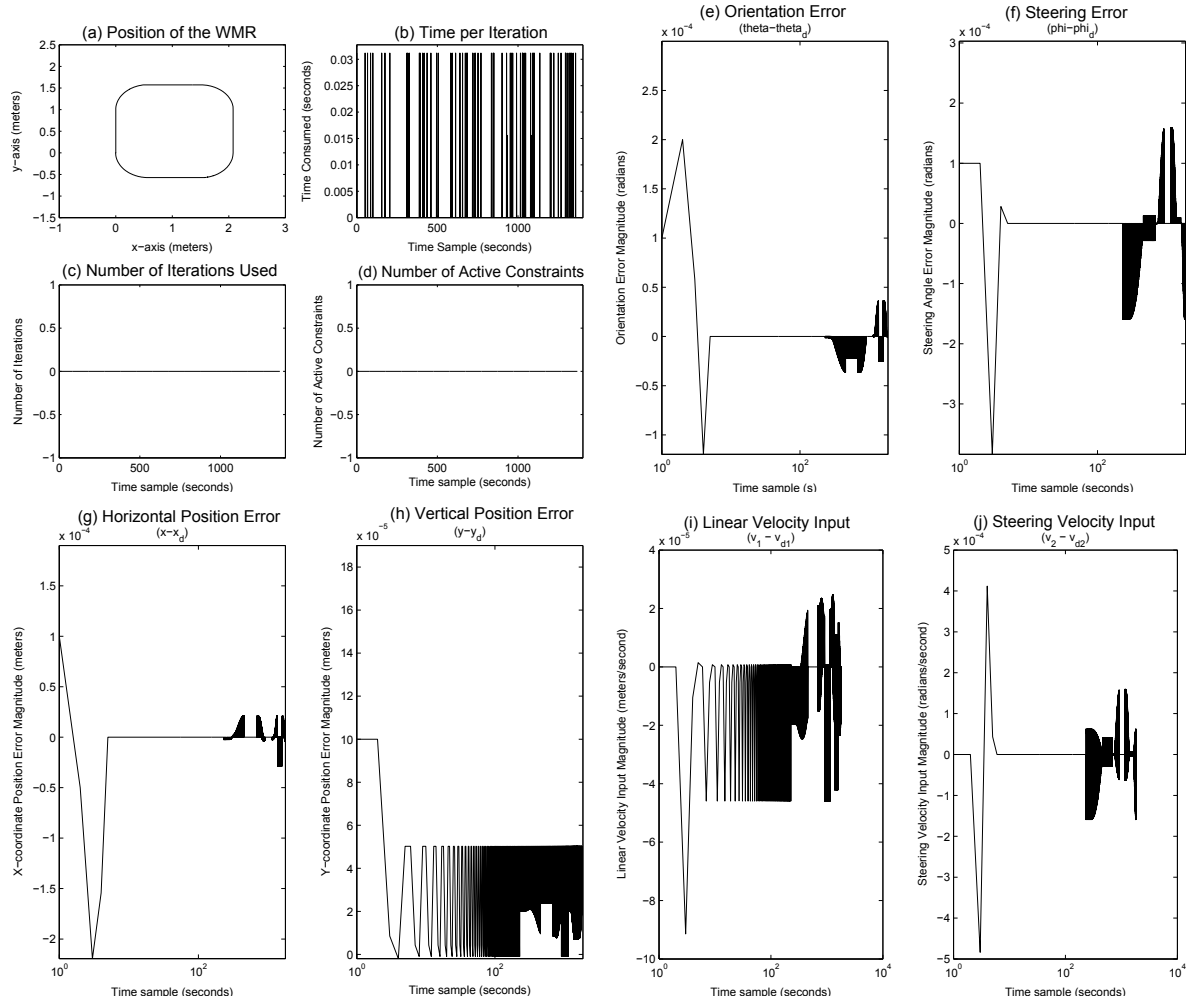 (a) Position of the WMR
2.5
2
1.5
1
0.5
0
−0.5
−1
−1.5
y−axis (meters)
−1
0
1
2
3
x−axis (meters)
(b) Time per Iteration
0.03
0.025
0.02
0.015
0.01
0.005
0
Time Consumed (seconds)
0
500
1000
Time Sample (seconds)
(c) Number of Iterations Used
1
0.5
0
−0.5
−1
Number of Iterations
0
500
1000
Time sample (seconds)
(d) Number of Active Constraints
1
0.5
0
−0.5
−1
Number of Active Constraints
0
500
1000
Time sample (seconds)
(e) Orientation Error
(theta−theta_d)
x 10^−4
2.5
2
1.5
1
0.5
0
−0.5
−1
Orientation Error Magnitude (radians)
10^0
10^2
Time sample (s)
(f) Steering Error
(phi−phi_d)
x 10^−4
3
2
1
0
−1
−2
−3
Steering Angle Error Magnitude (radians)
10^0
10^2
Time sample (seconds)
(g) Horizontal Position Error
(x−x_d)
x 10^−4
1.5
1
0.5
0
−0.5
−1
−1.5
−2
X−coordinate Position Error Magnitude (meters)
10^0
10^2
Time sample (seconds)
(h) Vertical Position Error
(y−y_d)
x 10^−5
18
16
14
12
10
8
6
4
2
0
Y−coordinate Position Error Magnitude (meters)
10^0
10^2
Time sample (seconds)
(i) Linear Velocity Input
(v_1 − v_d1)
x 10^−5
4
2
0
−2
−4
−6
−8
−10
Linear Velocity Input Magnitude (meters/second)
10^0
10^2
10^4
Time sample (seconds)
(j) Steering Velocity Input
(v_2 − v_d2)
x 10^−4
5
4
3
2
1
0
−1
−2
−3
−4
−5
Steering Velocity Input Magnitude (radians/second)
10^0
10^2
10^4
Time sample (seconds)